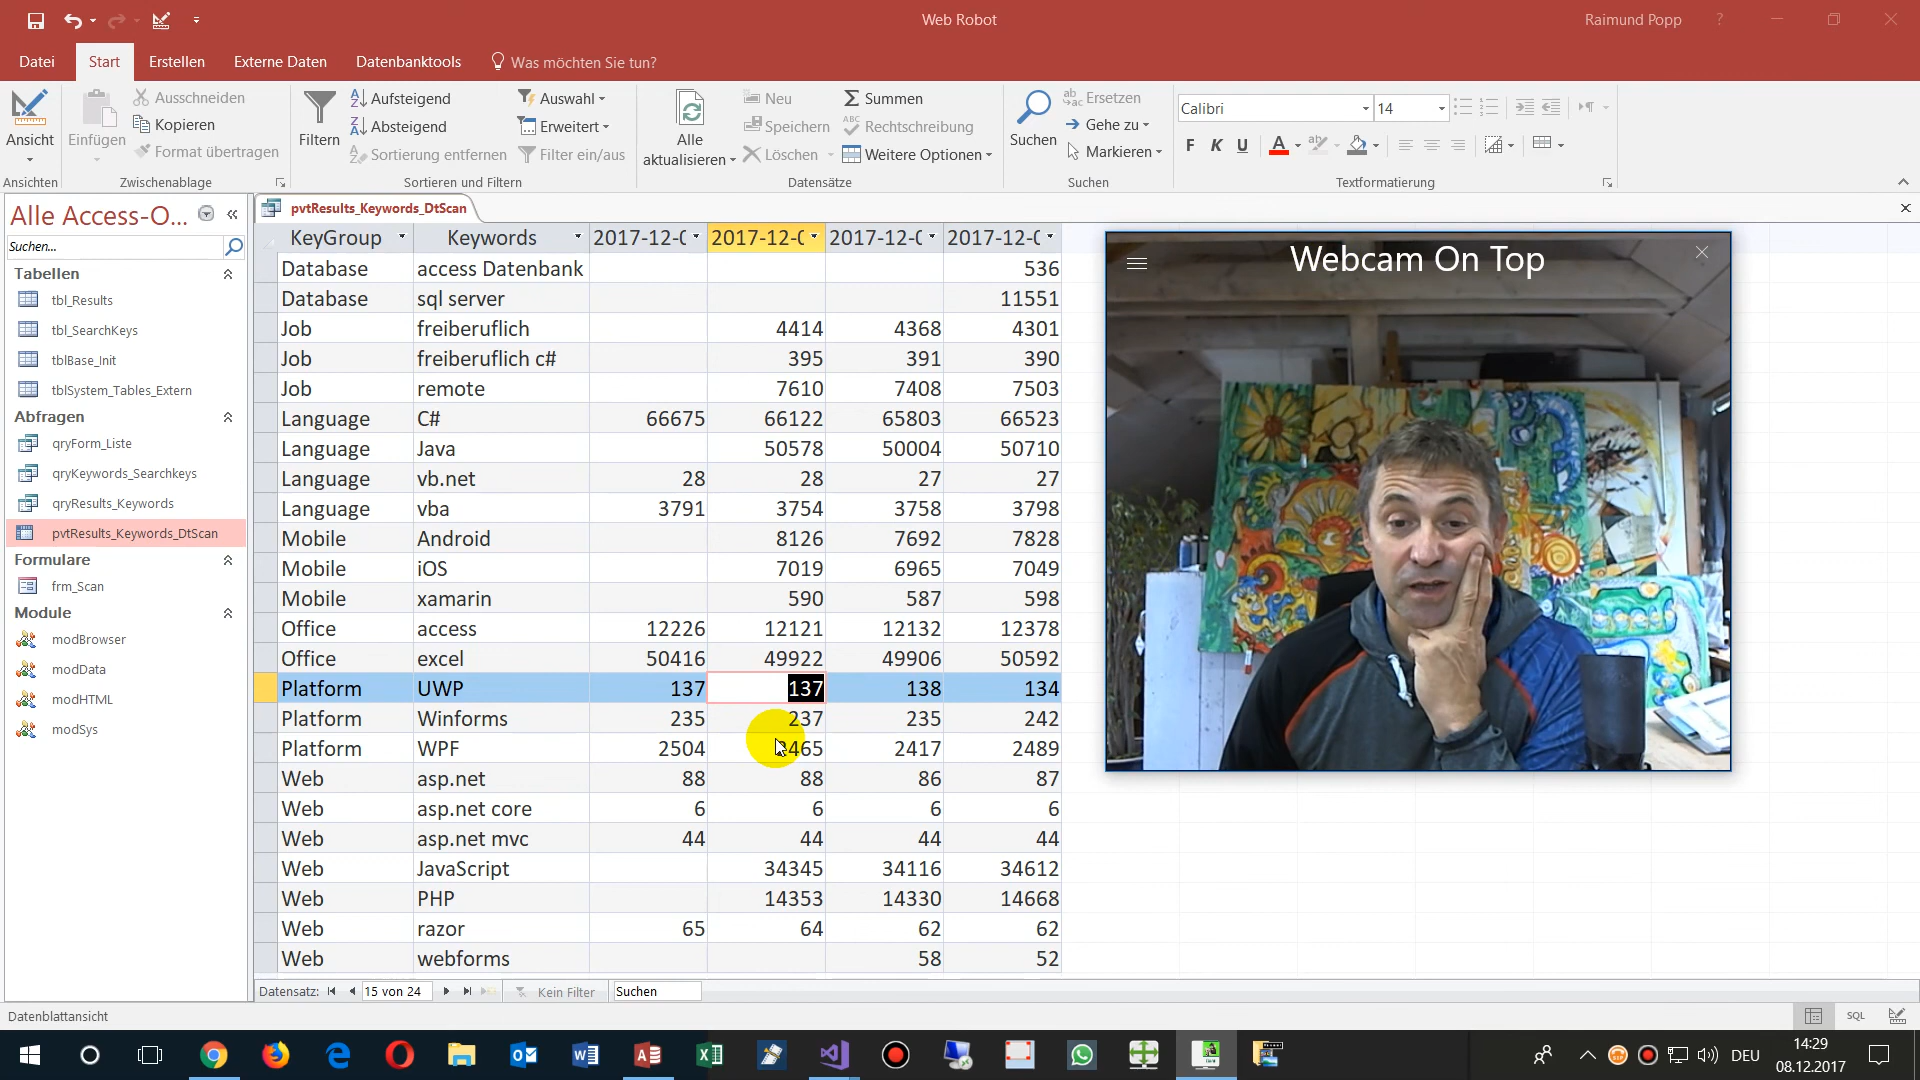 Web Robot
Raimund Popp
Datei Start Erstellen Externe Daten Datenbanktools Was möchten Sie tun?
Ansicht
Ansichten
Einfügen
Ausschneiden
Kopieren
Format übertragen
Zwischenablage
Filtern
Aufsteigend
Absteigend
Sortierung entfernen
Auswahl
Erweitert
Filter ein/aus
Sortieren und Filtern
Alle aktualisieren
Neu
Speichern
Löschen
Summen
Rechtschreibung
Weitere Optionen
Datensätze
Suchen
Ersetzen
Gehe zu
Markieren
Suchen
Calibri 14
F K U
Textformatierung
Alle Access-O...
Suchen...
Tabellen
tbl_Results
tbl_SearchKeys
tblBase_Init
tblSystem_Tables_Extern
Abfragen
qryForm_Liste
qryKeywords_Searchkeys
qryResults_Keywords
pvtResults_Keywords_DtScan
Formulare
frm_Scan
Module
modBrowser
modData
modHTML
modSys
pvtResults_Keywords_DtScan
KeyGroup Keywords 2017-12-0 2017-12-0 2017-12-0 2017-12-0
Database access Datenbank 536
Database sql server 11551
Job freiberuflich 4414 4368 4301
Job freiberuflich c# 395 391 390
Job remote 7610 7408 7503
Language C# 66675 66122 65803 66523
Language Java 50578 50004 50710
Language vb.net 28 28 27 27
Language vba 3791 3754 3758 3798
Mobile Android 8126 7692 7828
Mobile iOS 7019 6965 7049
Mobile xamarin 590 587 598
Office access 12226 12121 12132 12378
Office excel 50416 49922 49906 50592
Platform UWP 137 137 138 134
Platform Winforms 235 237 235 242
Platform WPF 2504 2465 2417 2489
Web asp.net 88 88 86 87
Web asp.net core 6 6 6 6
Web asp.net mvc 44 44 44 44
Web JavaScript 34345 34116 34612
Web PHP 14353 14330 14668
Web razor 65 64 62 62
Web webforms 58 52
Webcam On Top
Datensatz: 15 von 24 Kein Filter Suchen
Datenblattansicht
SQL
DEU
14:29
08.12.2017